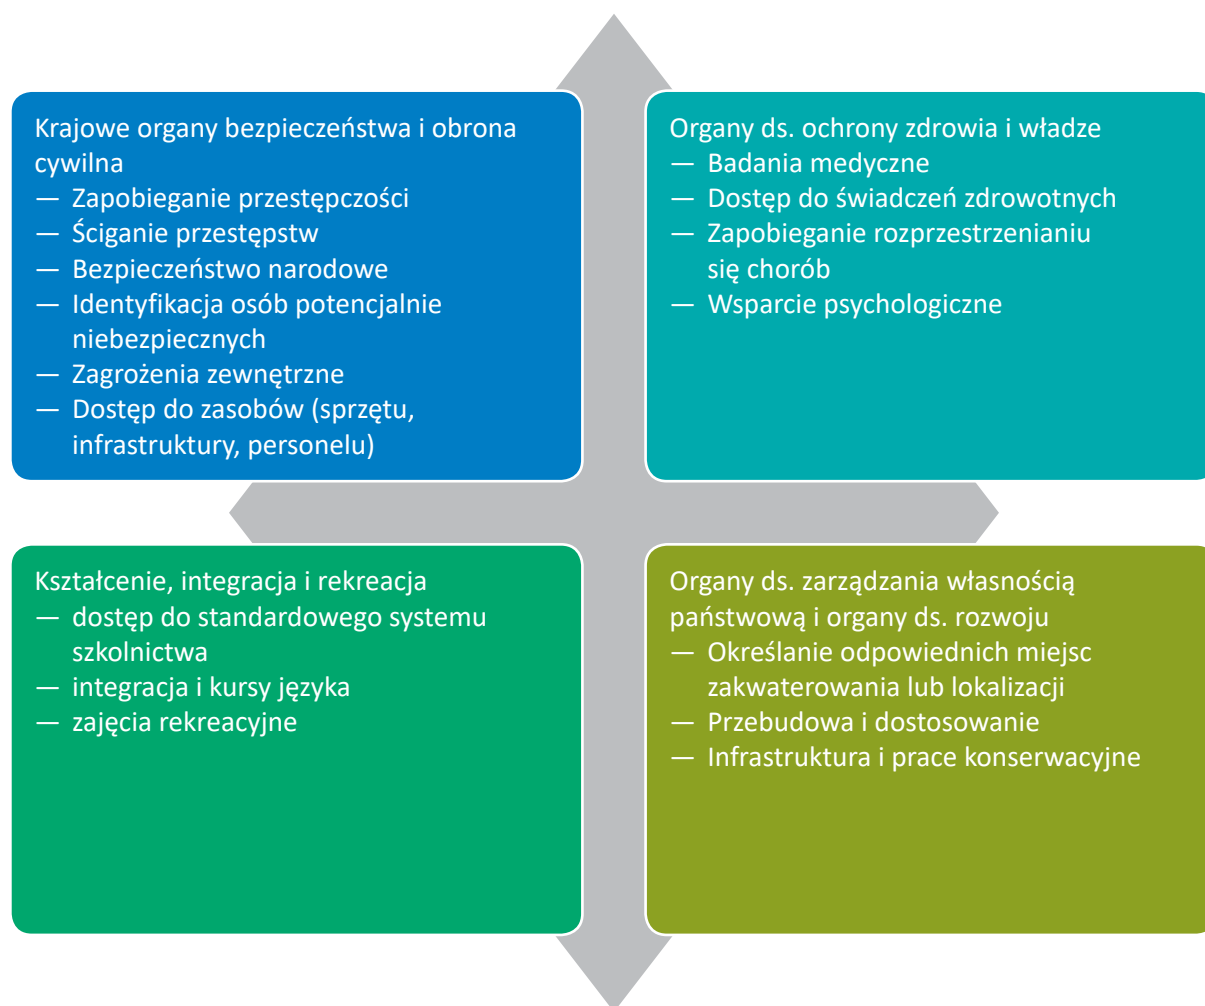 Krajowe organy bezpieczeństwa i obrona
cywilna
— Zapobieganie przestępczości
— Ściganie przestępstw
— Bezpieczeństwo narodowe
— Identyfikacja osób potencjalnie
niebezpiecznych
— Zagrożenia zewnętrzne
— Dostęp do zasobów (sprzętu,
infrastruktury, personelu)
Organy ds. ochrony zdrowia i władze
— Badania medyczne
— Dostęp do świadczeń zdrowotnych
— Zapobieganie rozprzestrzenianiu
się chorób
— Wsparcie psychologiczne
Kształcenie, integracja i rekreacja
— dostęp do standardowego systemu
szkolnictwa
— integracja i kursy języka
— zajęcia rekreacyjne
Organy ds. zarządzania własnością
państwową i organy ds. rozwoju
— Określanie odpowiednich miejsc
zakwaterowania lub lokalizacji
— Przebudowa i dostosowanie
— Infrastruktura i prace konserwacyjne